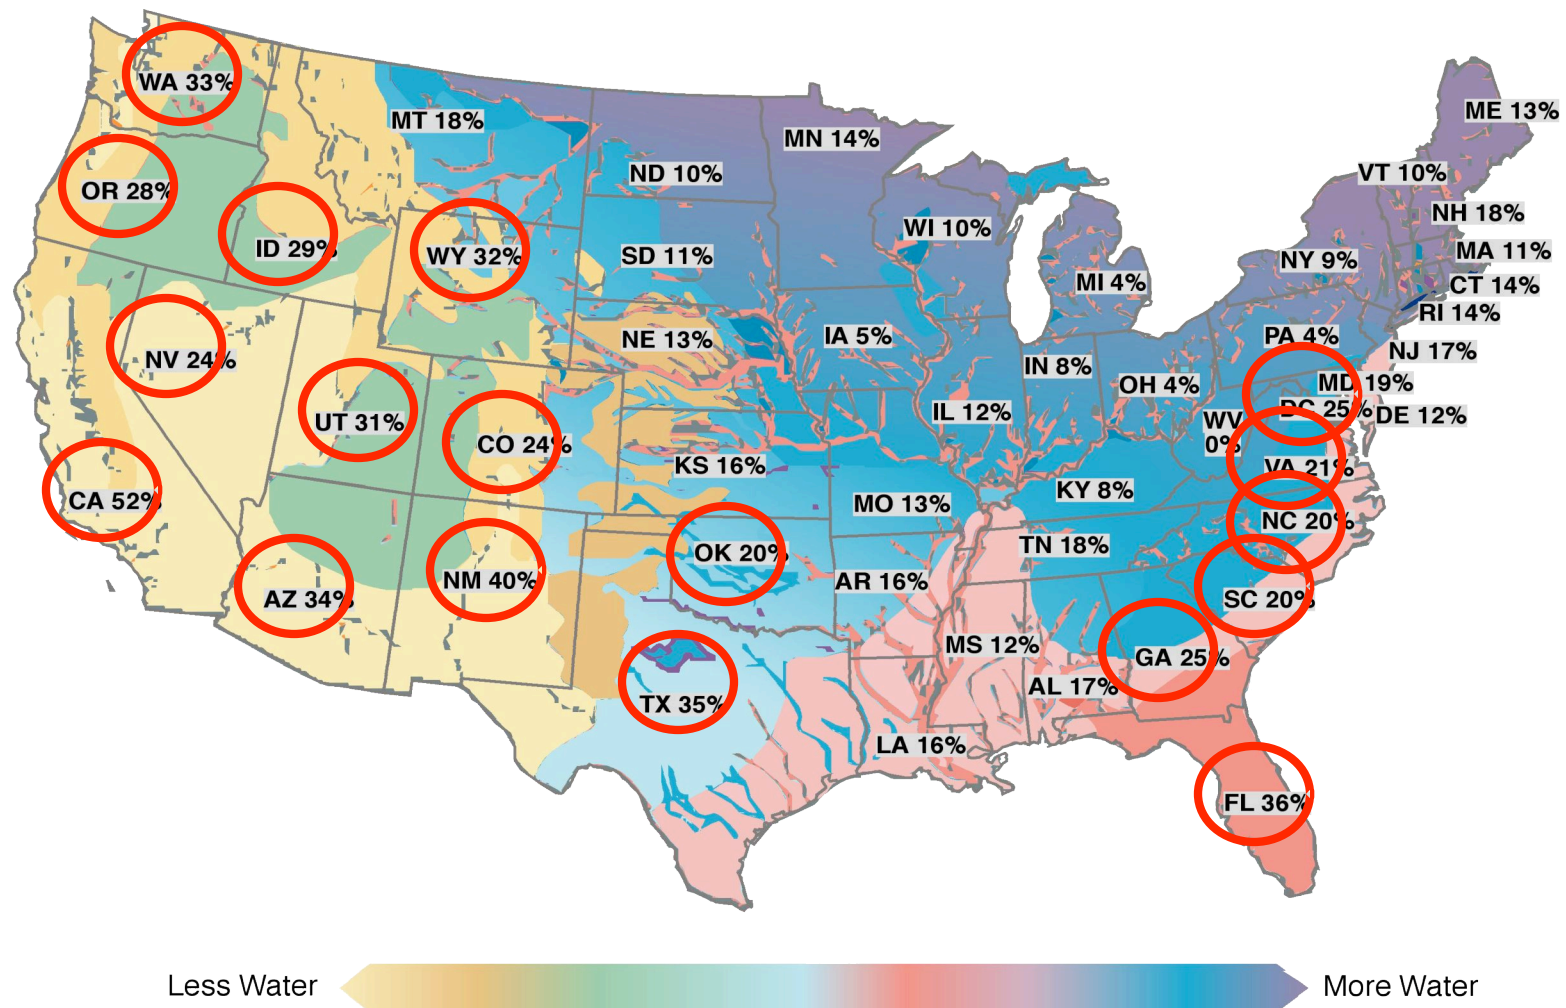 WA 33%
MT 18%
ME 13%
MN 14%
ND 10%
VT 10%
OR 28%
NH 18%
WI 10%
ID 29%
WY 32%
SD 11%
MA 11%
NY 9%
MI 4%
CT 14%
RI 14%
NE 13%
IA 5%
PA 4%
NV 24%
NJ 17%
IN 8%
OH 4%
MD 19%
UT 31%
IL 12%
DC 25%
DE 12%
WV
0%
CO 24%
KS 16%
VA 21%
CA 52%
MO 13%
KY 8%
NC 20%
OK 20%
TN 18%
NM 40%
AR 16%
AZ 34%
SC 20%
MS 12%
GA 25%
AL 17%
TX 35%
LA 16%
FL 36%
Less Water
More Water